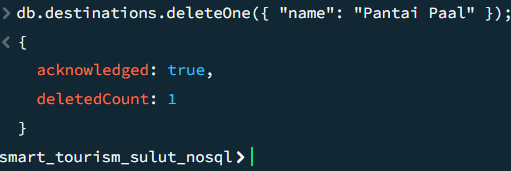 > db.destinations.deleteOne({ "name": "Pantai Paal" });
< {
acknowledged: true,
deletedCount: 1
}
smart_tourism_sulut_nosql>